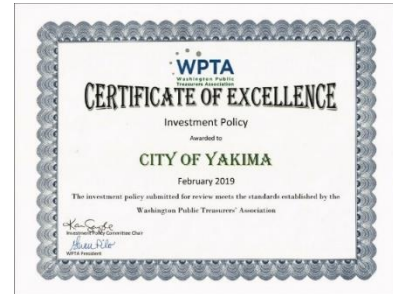 WPTA
Washington Public
Treasurers Association
CERTIFICATE OF EXCELLENCE
Investment Policy
Awarded to
CITY OF YAKIMA
February 2019
The investment policy submitted for review meets the standards established by the
Washington Public Treasurers' Association
Investment Policy Committee Chair
WPTA President